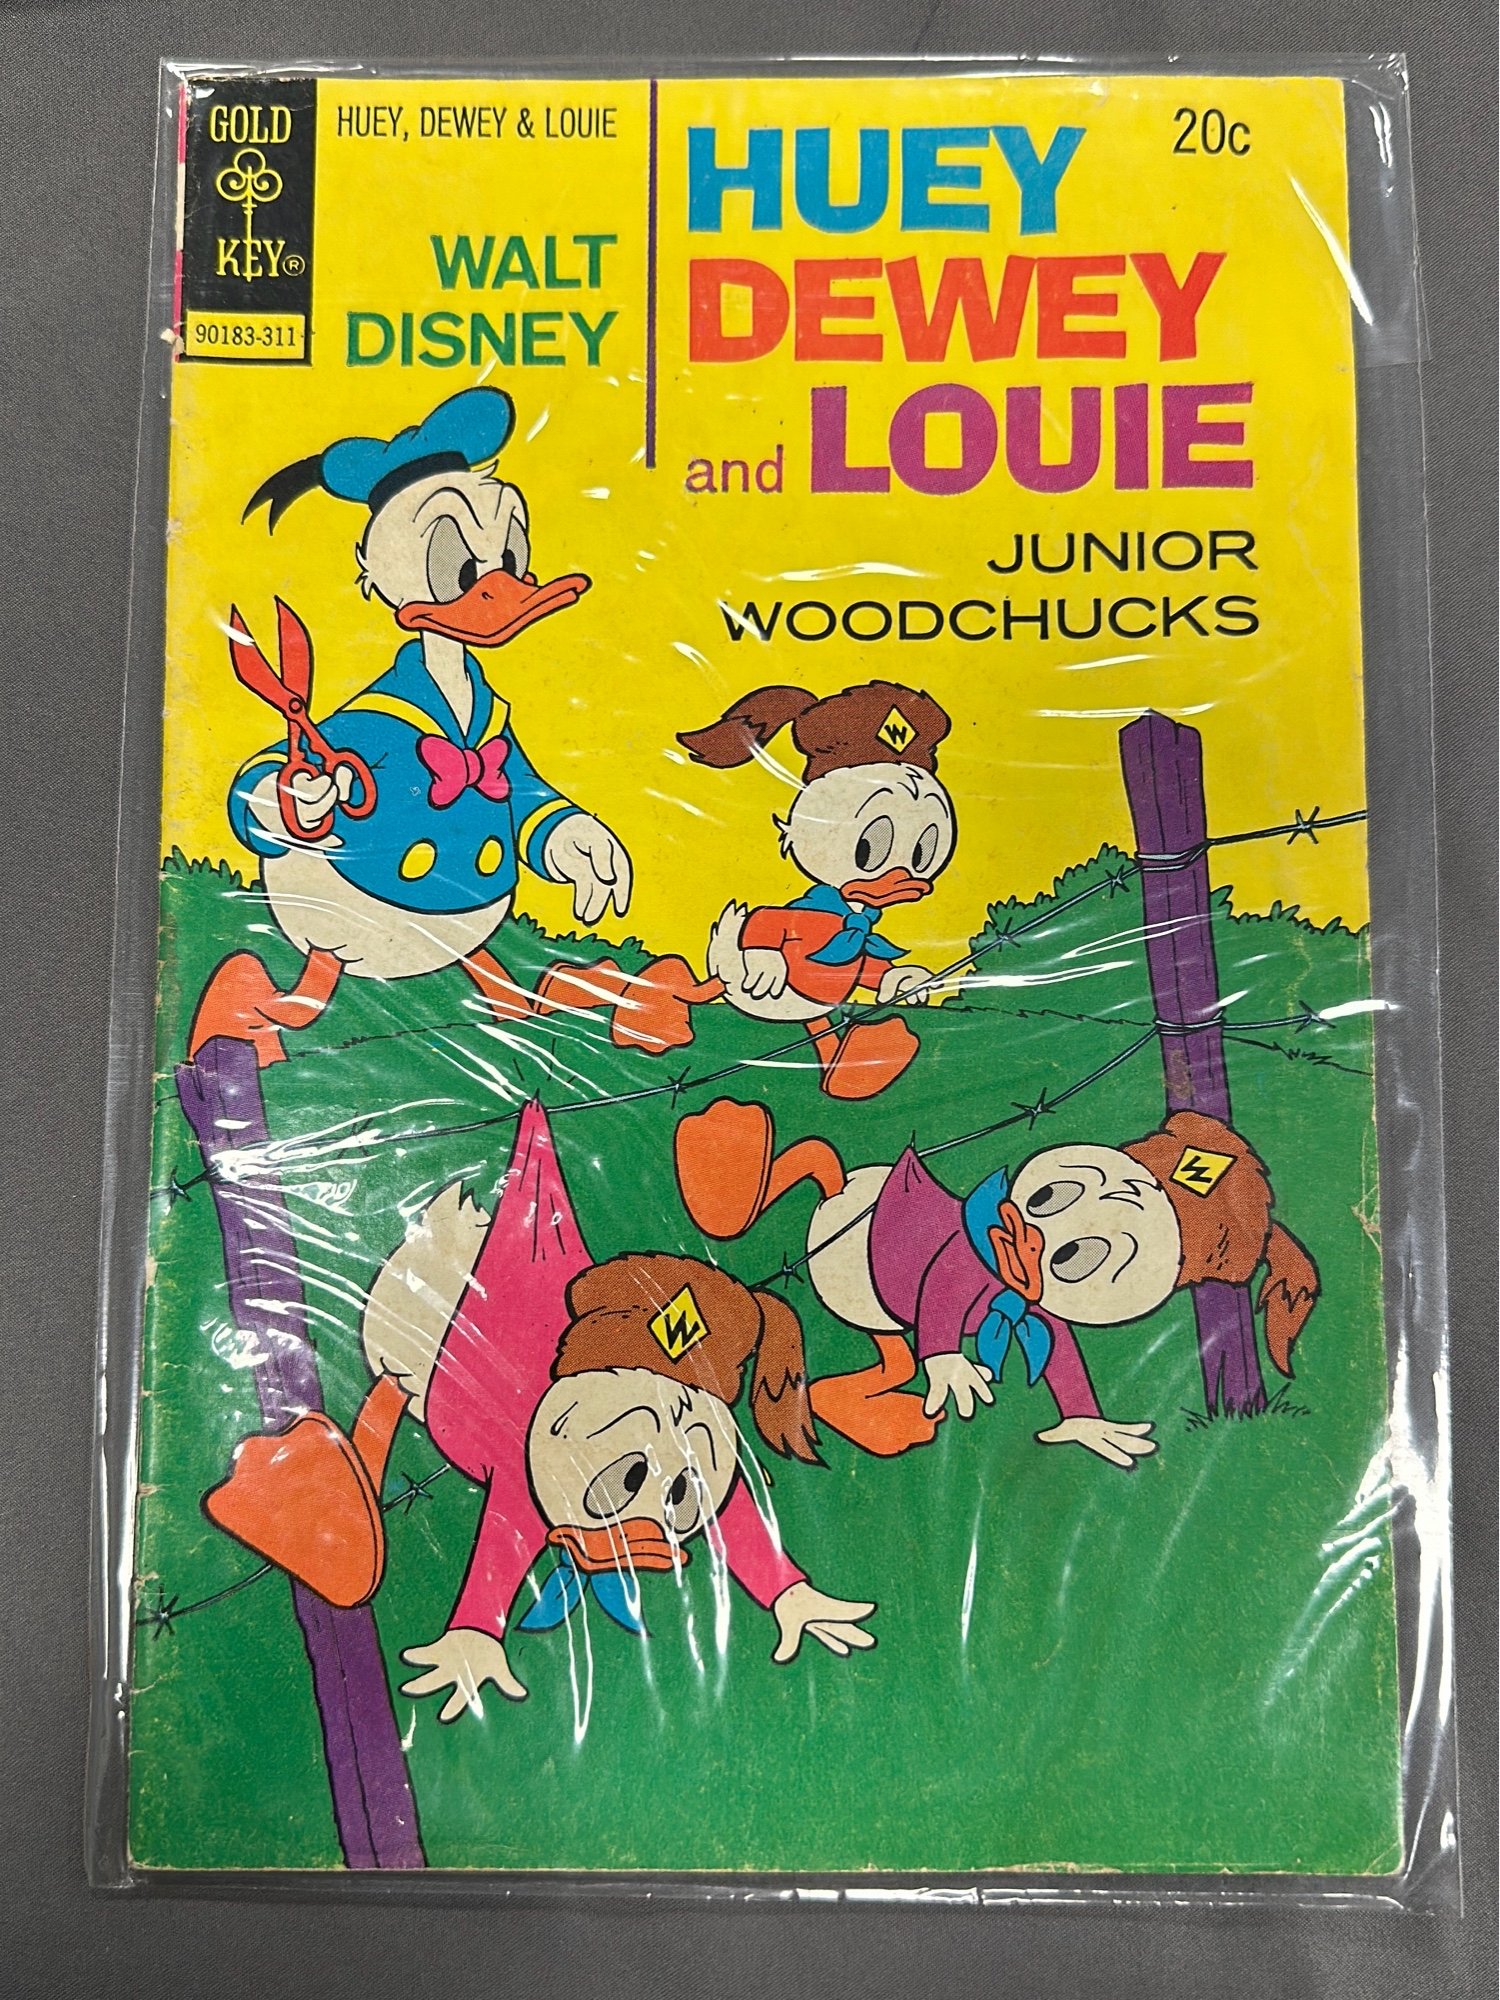 GOLD
KEY®
90183-311
HUEY, DEWEY & LOUIE
WALT
DISNEY
20c
HUEY
DEWEY
and LOUIE
JUNIOR
WOODCHUCKS
W
W
W